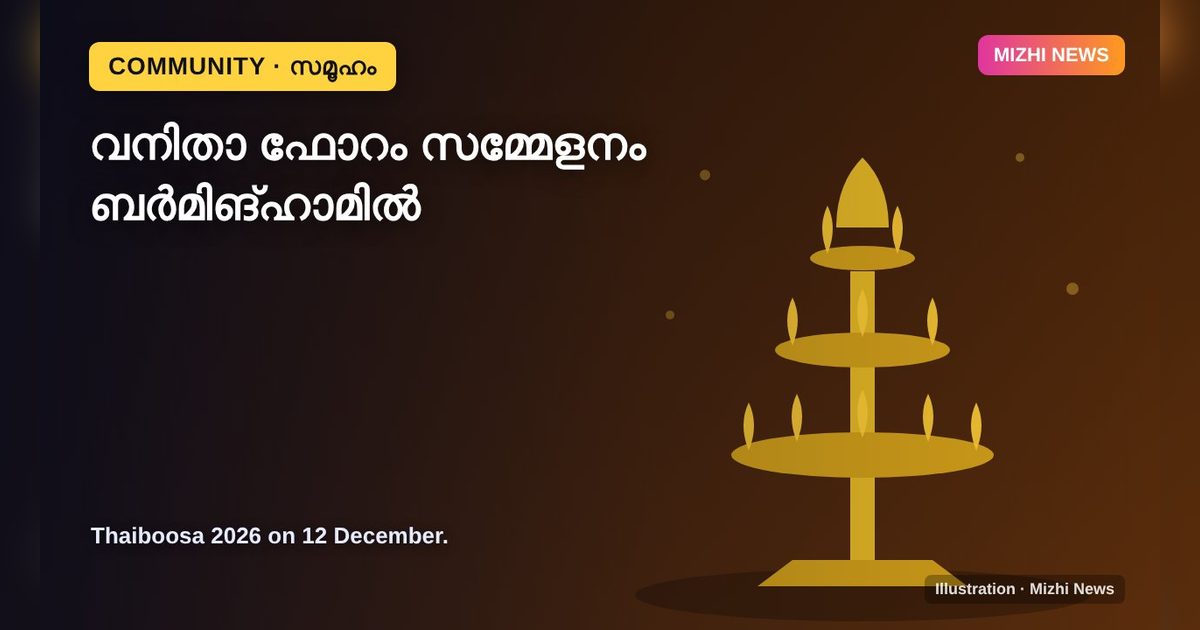 COMMUNITY · സമൂഹം
MIZHI NEWS
വനിതാ ഫോറം സമ്മേളനം
ബർമിങ്ഹാമിൽ
Thaiboosa 2026 on 12 December.
Illustration · Mizhi News